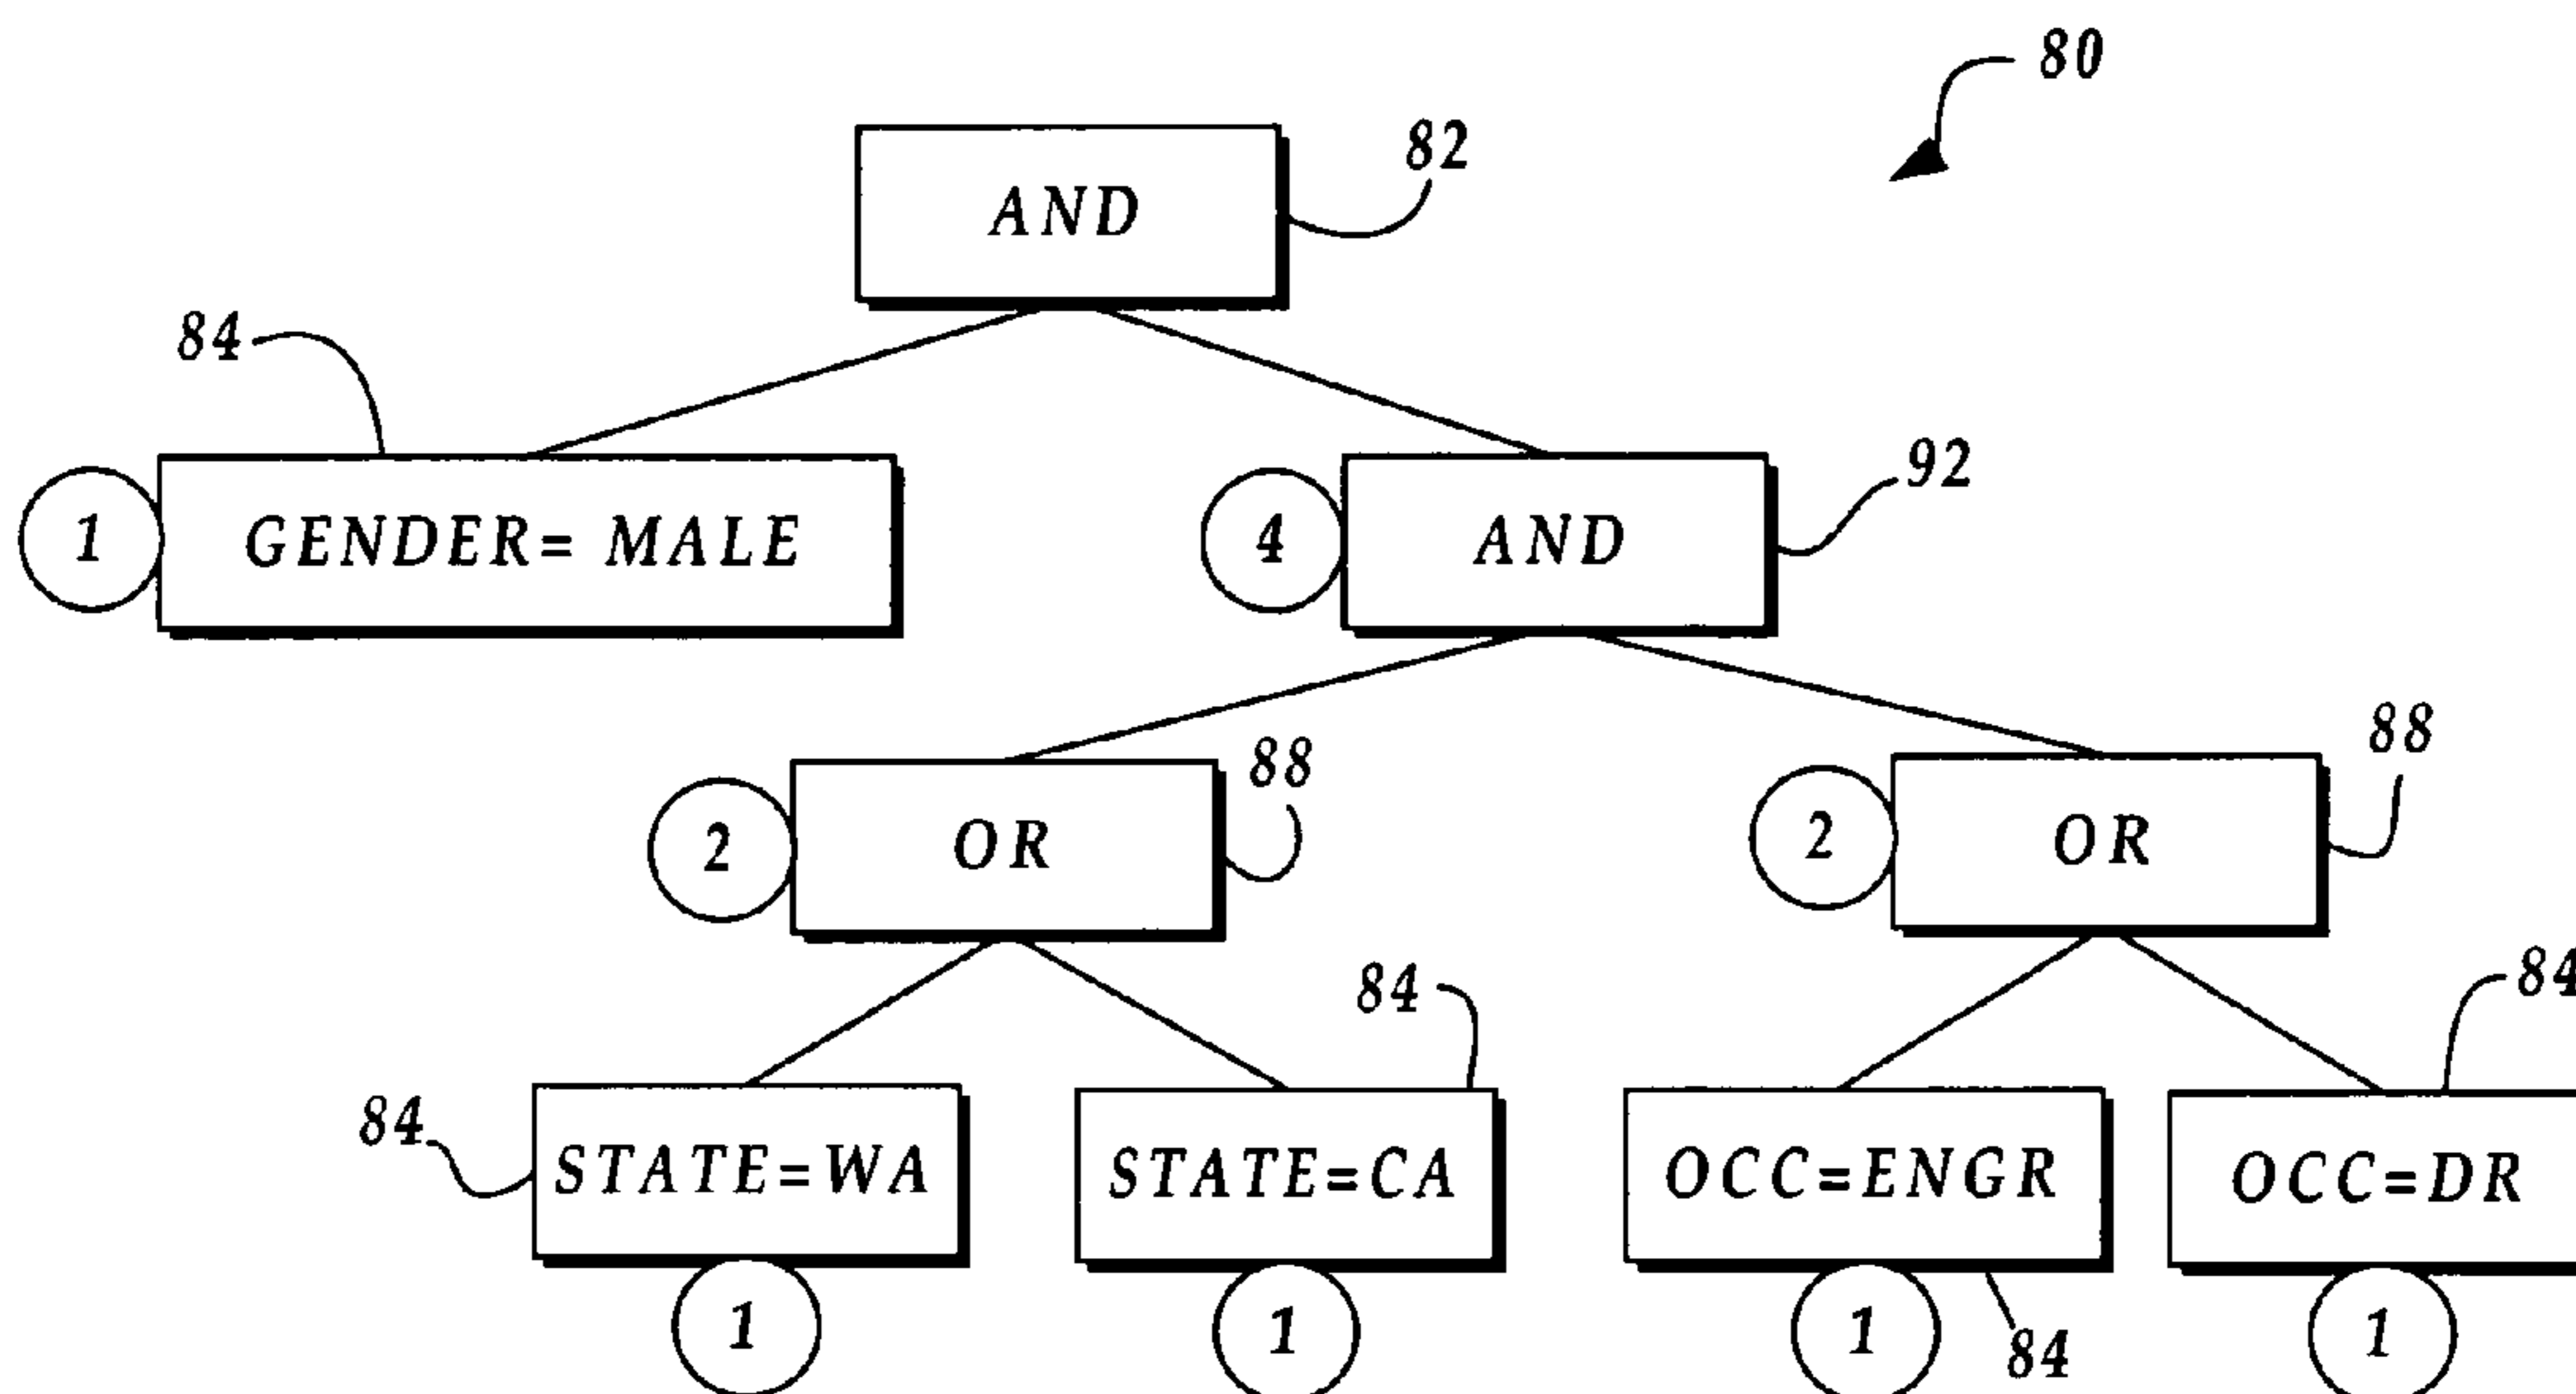 80
82
AND
84
92
1
GENDER= MALE
4
AND
88
88
2
OR
2
OR
84
84
84
STATE=WA
STATE=CA
OCC=ENGR
OCC=DR
1
1
1
84
1